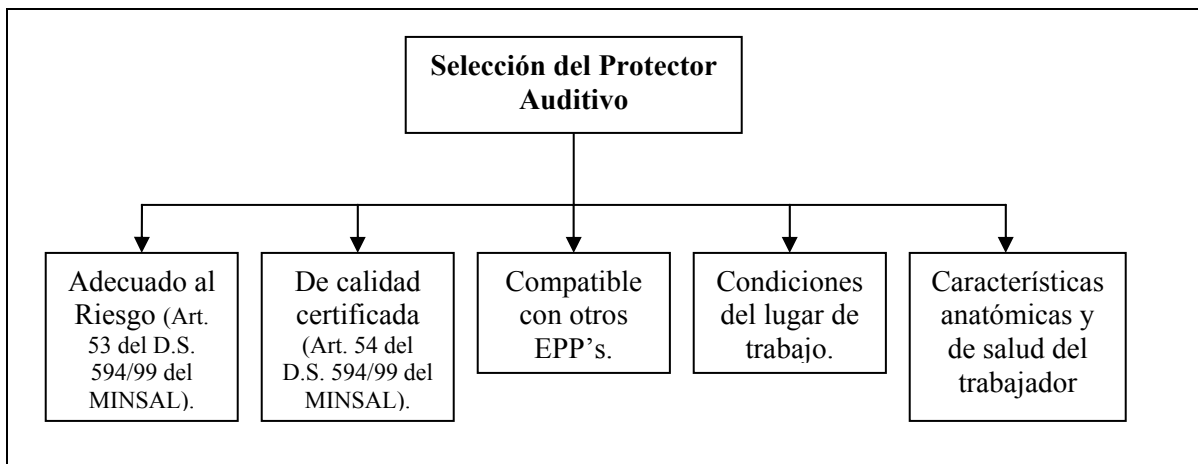 Selección del Protector
Auditivo
Adecuado al
Riesgo (Art.
53 del D.S.
594/99 del
MINSAL).
De calidad
certificada
(Art. 54 del
D.S. 594/99 del
MINSAL).
Compatible
con otros
EPP’s.
Condiciones
del lugar de
trabajo.
Características
anatómicas y
de salud del
trabajador